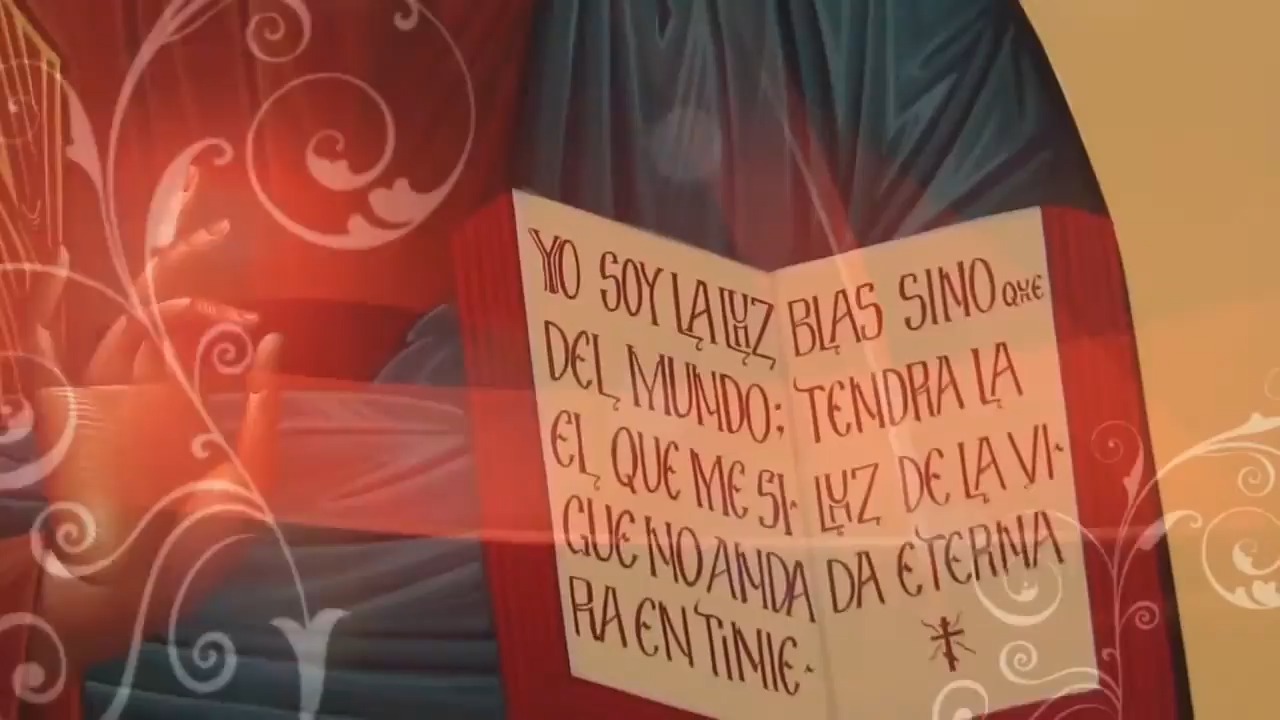 YO SOY LA LUZ
DEL MUNDO;
EL QUE ME SI-
GUE NO ANDA
RA EN TINIE-
BLAS SINO QUE
TENDRA LA
LUZ DE LA VI-
DA ETERNA